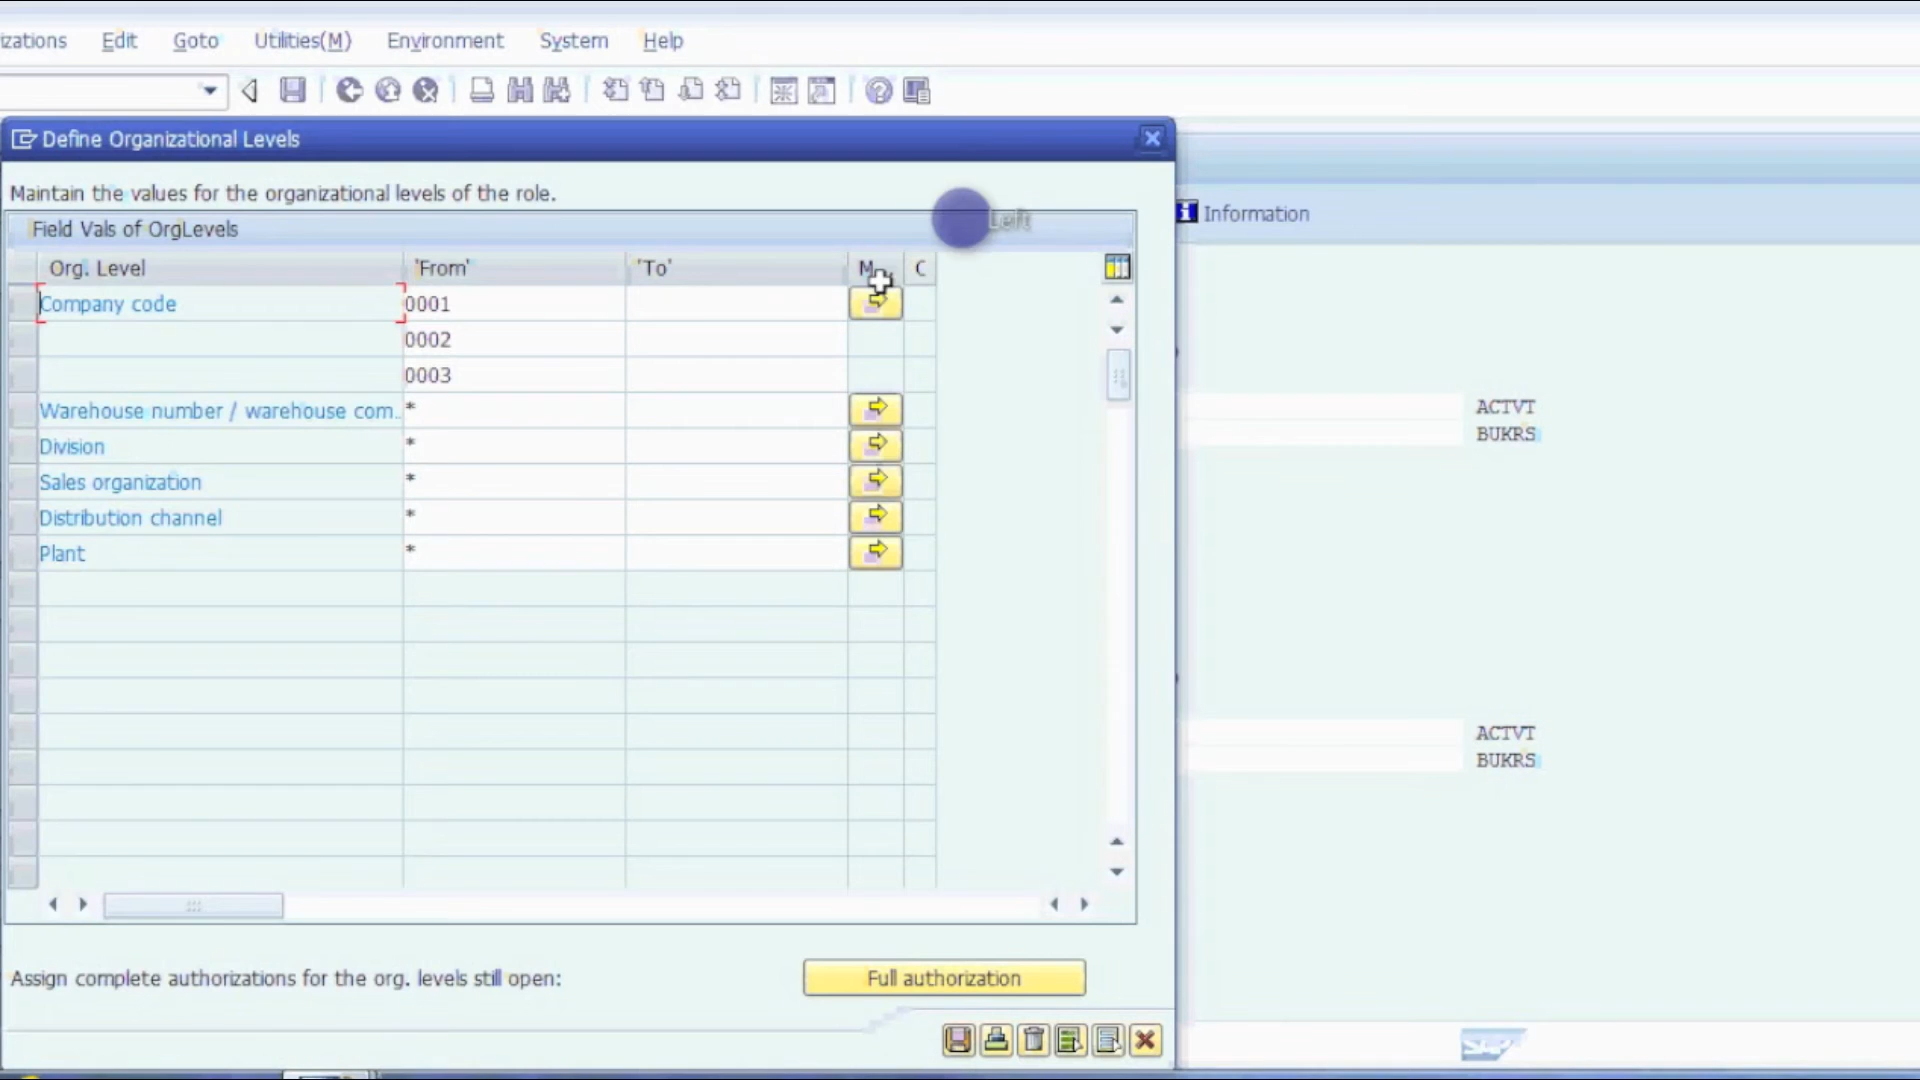 izations Edit Goto Utilities(M) Environment System Help
Define Organizational Levels
Maintain the values for the organizational levels of the role.
Left
Information
Field Vals of OrgLevels
Org. Level 'From' 'To' M.. C
Company code 0001
0002
0003
Warehouse number / warehouse com.. *
Division *
Sales organization *
Distribution channel *
Plant *
ACTVT
BUKRS
ACTVT
BUKRS
Assign complete authorizations for the org. levels still open: Full authorization
SAP